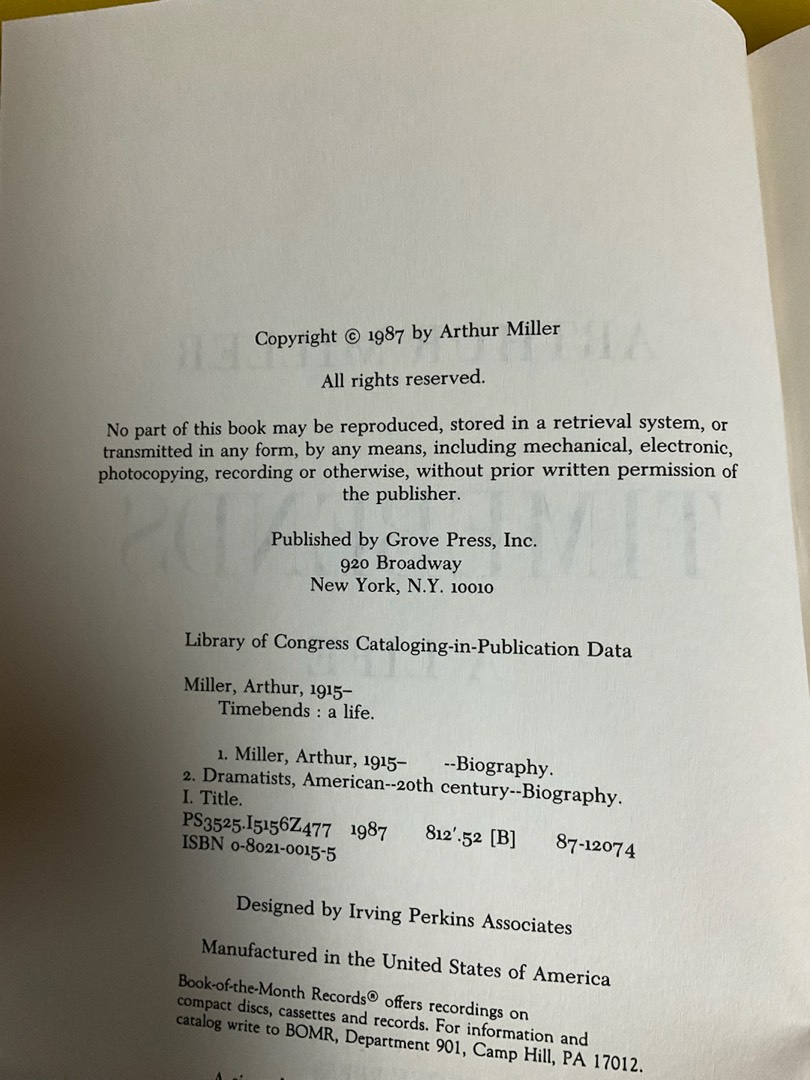 Copyright © 1987 by Arthur Miller
All rights reserved.
No part of this book may be reproduced, stored in a retrieval system, or
transmitted in any form, by any means, including mechanical, electronic,
photocopying, recording or otherwise, without prior written permission of
the publisher.
Published by Grove Press, Inc.
920 Broadway
New York, N.Y. 10010
Library of Congress Cataloging-in-Publication Data
Miller, Arthur, 1915–
Timebends : a life.
1. Miller, Arthur, 1915– --Biography.
2. Dramatists, American--20th century--Biography.
I. Title.
PS3525.I5156Z477 1987 812'.52 [B] 87-12074
ISBN 0-8021-0015-5
Designed by Irving Perkins Associates
Manufactured in the United States of America
Book-of-the-Month Records® offers recordings on
compact discs, cassettes and records. For information and
catalog write to BOMR, Department 901, Camp Hill, PA 17012.